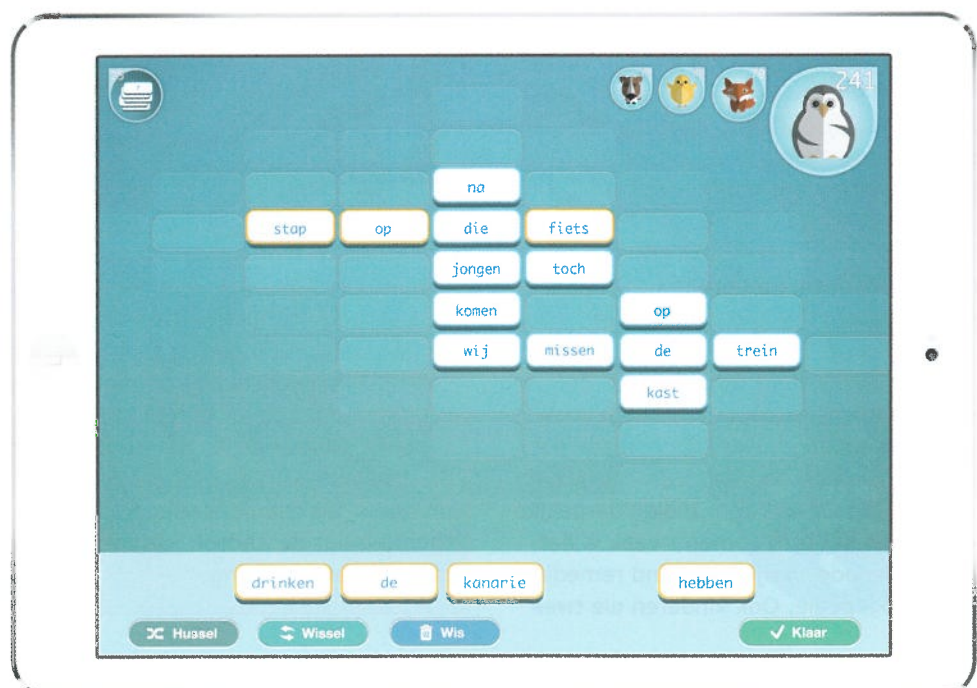 241
na
stap op die fiets
jongen toch
komen op
wij missen de trein
kast
drinken de kanarie hebben
Hussel Wissel Wis Klaar